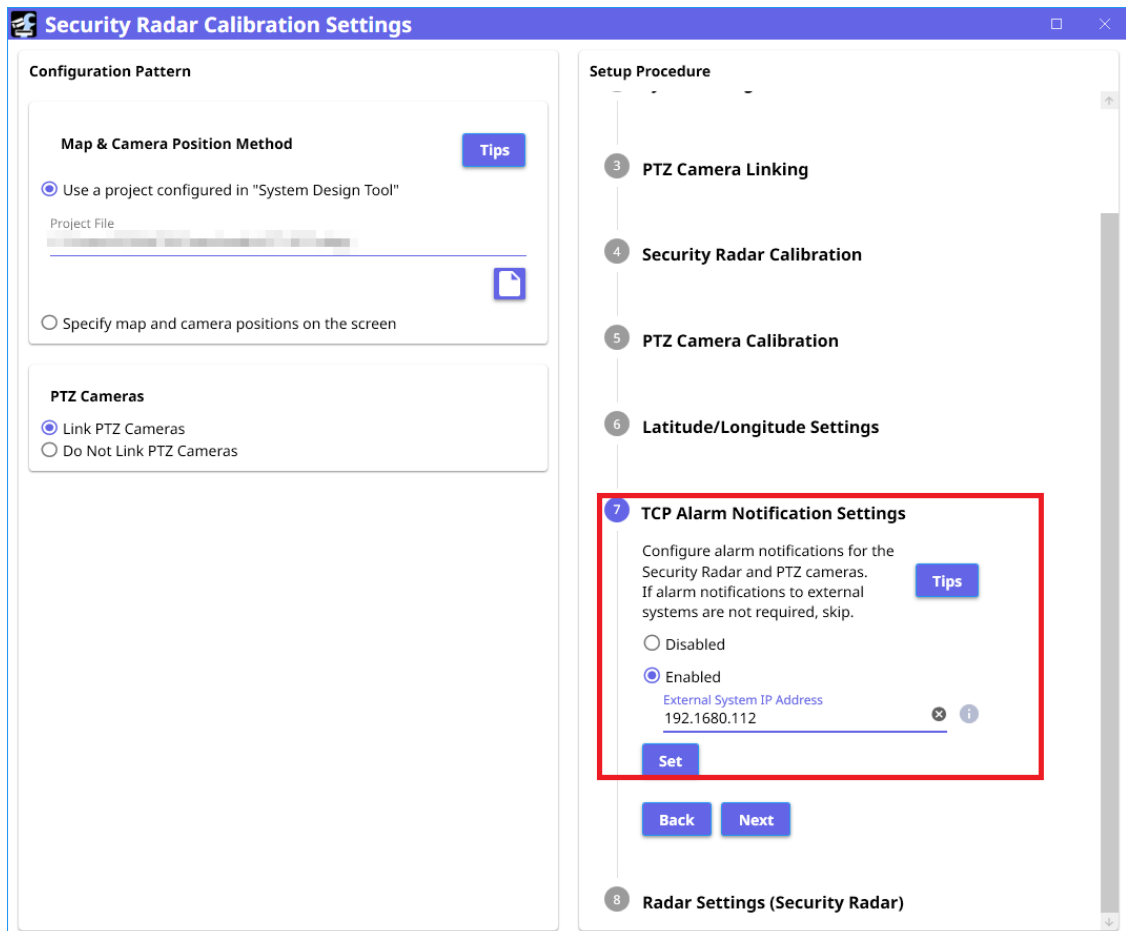 Security Radar Calibration Settings
Configuration Pattern
Map & Camera Position Method
Tips
Use a project configured in "System Design Tool"
Project File
Specify map and camera positions on the screen
PTZ Cameras
Link PTZ Cameras
Do Not Link PTZ Cameras
Setup Procedure
3 PTZ Camera Linking
4 Security Radar Calibration
5 PTZ Camera Calibration
6 Latitude/Longitude Settings
7 TCP Alarm Notification Settings
Configure alarm notifications for the
Security Radar and PTZ cameras.
If alarm notifications to external
systems are not required, skip.
Tips
Disabled
Enabled
External System IP Address
192.1680.112
Set
Back Next
8 Radar Settings (Security Radar)